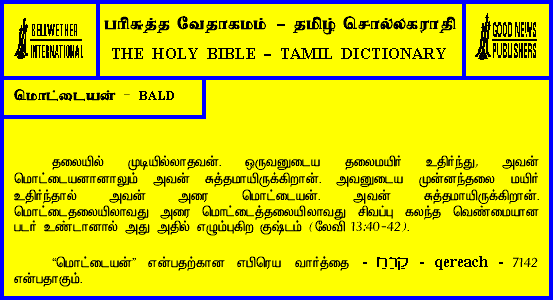 BELLWETHER
INTERNATIONAL
பரிசுத்த வேதாகமம் - தமிழ் சொல்லகராதி
THE HOLY BIBLE - TAMIL DICTIONARY
GOOD NEWS
PUBLISHERS
மொட்டையன் - BALD
தலையில் முடியில்லாதவன். ஒருவனுடைய தலைமயிர் உதிர்ந்து, அவன்
மொட்டையனானாலும் அவன் சுத்தமாயிருக்கிறான். அவனுடைய முன்னந்தலை மயிர்
உதிர்ந்தால் அவன் அரை மொட்டையன். அவன் சுத்தமாயிருக்கிறான்.
மொட்டைதலையிலாவது அரை மொட்டைத்தலையிலாவது சிவப்பு கலந்த வெண்மையான
படர் உண்டானால் அது அதில் எழும்புகிற குஷ்டம் (லேவி 13:40-42).
“மொட்டையன்” என்பதற்கான எபிரெய வார்த்தை - קרח - qereach - 7142
என்பதாகும்.